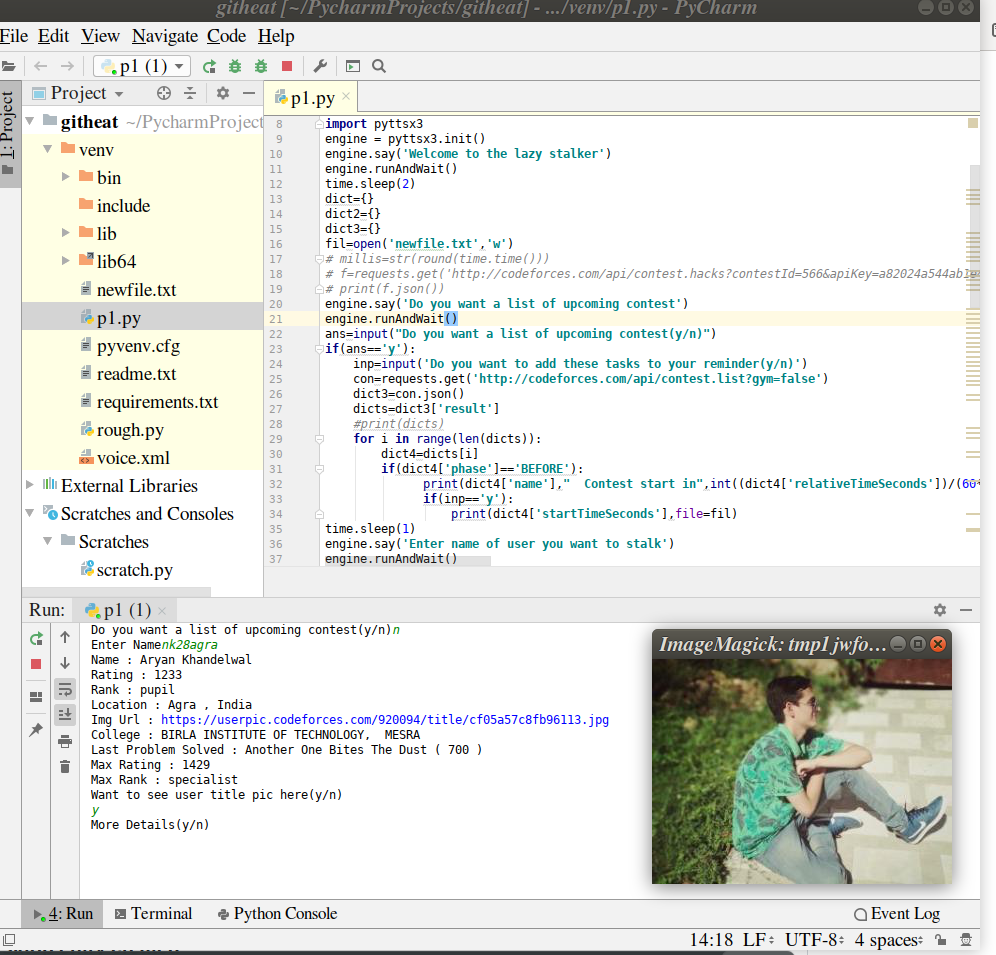 githeat [~/PycharmProjects/githeat] - .../venv/p1.py - PyCharm
File Edit View Navigate Code Help
p1 (1)
Project
p1.py
1: Project
githeat ~/PycharmProject
venv
bin
include
lib
lib64
newfile.txt
p1.py
pyvenv.cfg
readme.txt
requirements.txt
rough.py
voice.xml
External Libraries
Scratches and Consoles
Scratches
scratch.py
8 import pyttsx3
9 engine = pyttsx3.init()
10 engine.say('Welcome to the lazy stalker')
11 engine.runAndWait()
12 time.sleep(2)
13 dict={}
14 dict2={}
15 dict3={}
16 fil=open('newfile.txt','w')
17 # millis=str(round(time.time()))
18 # f=requests.get('http://codeforces.com/api/contest.hacks?contestId=566&apiKey=a82024a544ab1
19 # print(f.json())
20 engine.say('Do you want a list of upcoming contest')
21 engine.runAndWait()
22 ans=input("Do you want a list of upcoming contest(y/n)")
23 if(ans=='y'):
24 inp=input('Do you want to add these tasks to your reminder(y/n)')
25 con=requests.get('http://codeforces.com/api/contest.list?gym=false')
26 dict3=con.json()
27 dicts=dict3['result']
28 #print(dicts)
29 for i in range(len(dicts)):
30 dict4=dicts[i]
31 if(dict4['phase']=='BEFORE'):
32 print(dict4['name'],"  Contest start in",int((dict4['relativeTimeSeconds'])/(60*
33 if(inp=='y'):
34 print(dict4['startTimeSeconds'],file=fil)
35 time.sleep(1)
36 engine.say('Enter name of user you want to stalk')
37 engine.runAndWait()
Run: p1 (1)
Do you want a list of upcoming contest(y/n)n
Enter Namenk28agra
Name : Aryan Khandelwal
Rating : 1233
Rank : pupil
Location : Agra , India
Img Url : https://userpic.codeforces.com/920094/title/cf05a57c8fb96113.jpg
College : BIRLA INSTITUTE OF TECHNOLOGY,  MESRA
Last Problem Solved : Another One Bites The Dust ( 700 )
Max Rating : 1429
Max Rank : specialist
Want to see user title pic here(y/n)
y
More Details(y/n)
ImageMagick: tmp1jwfo...
4: Run Terminal Python Console Event Log
14:18 LF UTF-8 4 spaces